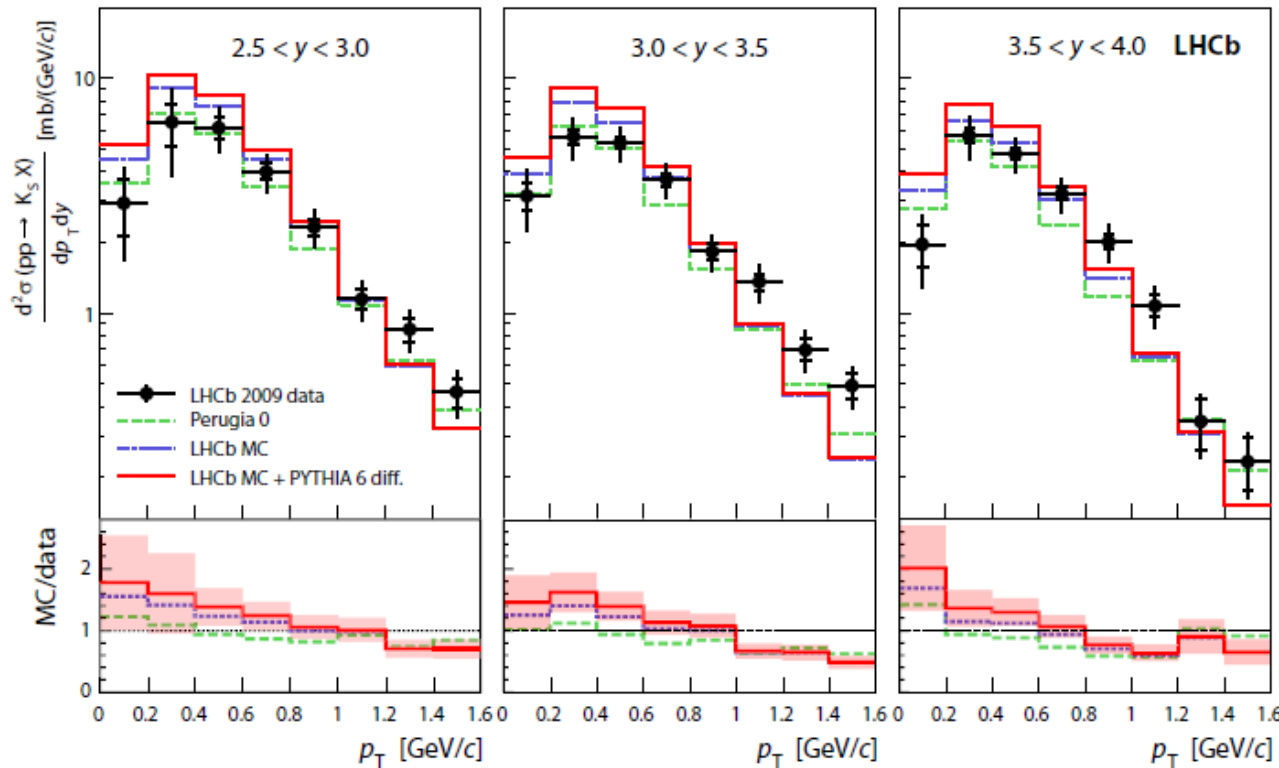 2.5 < y < 3.0
3.0 < y < 3.5
3.5 < y < 4.0 LHCb
d²σ (pp→ K_S X) [mb/(GeV/c)]
dp_T dy
10
1
LHCb 2009 data
Perugia 0
LHCb MC
LHCb MC + PYTHIA 6 diff.
MC/data
2
1
0
0 0.2 0.4 0.6 0.8 1 1.2 1.4 1.6
0 0.2 0.4 0.6 0.8 1 1.2 1.4 1.6
0 0.2 0.4 0.6 0.8 1 1.2 1.4 1.6
p_T [GeV/c]
p_T [GeV/c]
p_T [GeV/c]